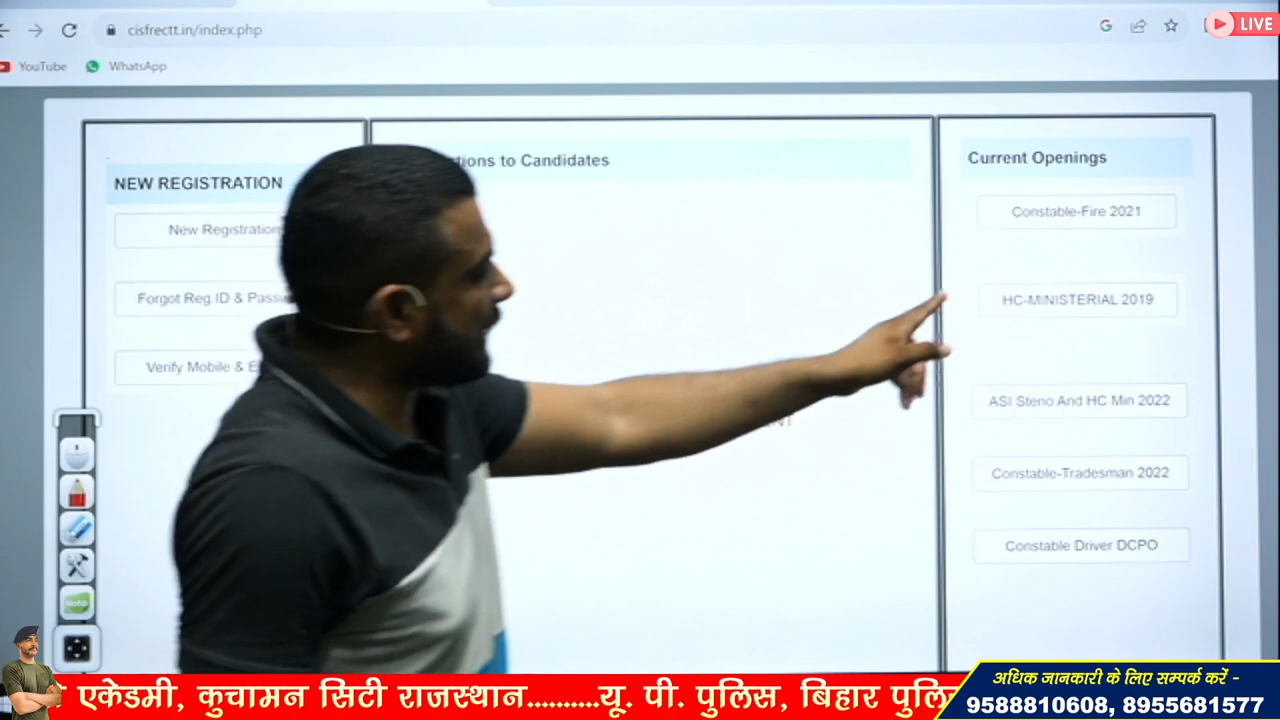 cisfrectt.in/index.php
LIVE
YouTube
WhatsApp
NEW REGISTRATION
New Registration
Forgot Reg.ID &
Verify Mobile &
to Candidates
Current Openings
Constable-Fire 2021
HC-MINISTERIAL 2019
ASI Steno And HC Min 2022
Constable-Tradesman 2022
Constable Driver DCPO
Note
एकेडमी, कुचामन सिटी राजस्थान..........यू. पी. पुलिस, बिहार
अधिक जानकारी के लिए सम्पर्क करें -
9588810608, 8955681577